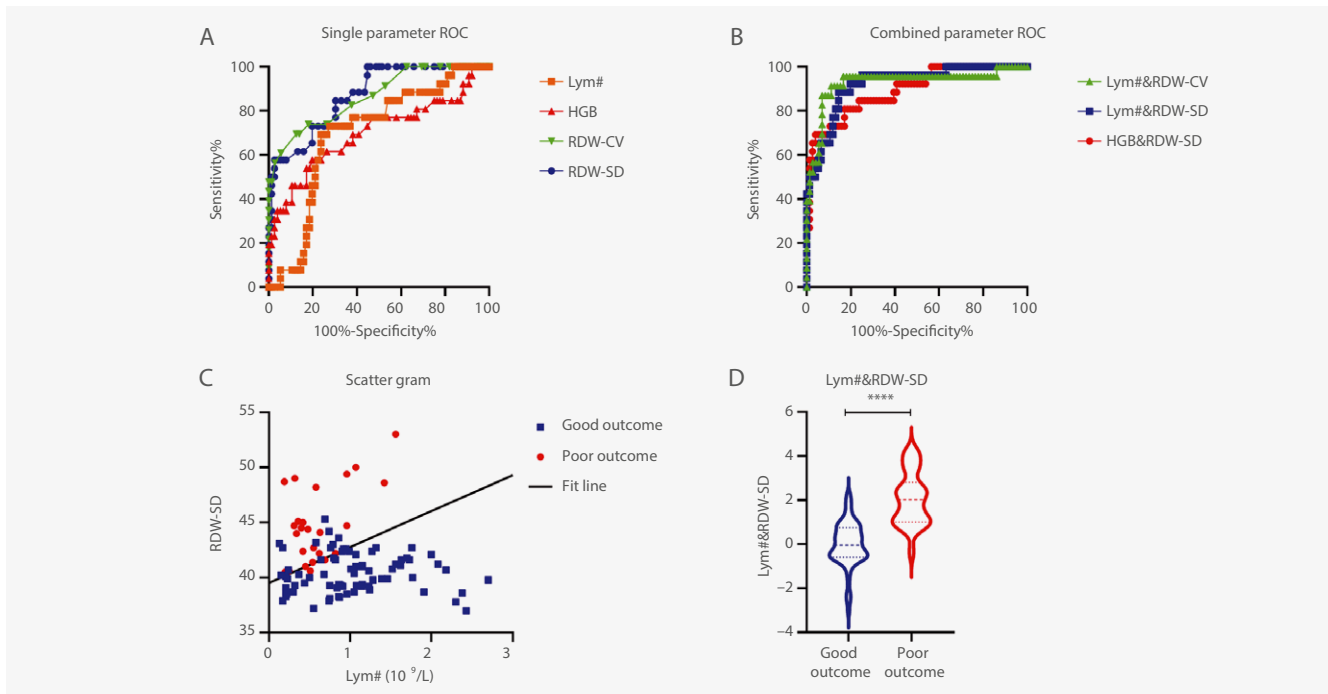 A
Single parameter ROC
Sensitivity%
100
80
60
40
20
0
0 20 40 60 80 100
100%-Specificity%
Lym#
HGB
RDW-CV
RDW-SD
B
Combined parameter ROC
Sensitivity%
100
80
60
40
20
0
0 20 40 60 80 100
100%-Specificity%
Lym#&RDW-CV
Lym#&RDW-SD
HGB&RDW-SD
C
Scatter gram
RDW-SD
55
50
45
40
35
0 1 2 3
Lym# (10 ⁹/L)
Good outcome
Poor outcome
Fit line
D
Lym#&RDW-SD
****
Lym#&RDW-SD
6
4
2
0
−2
−4
Good
outcome
Poor
outcome